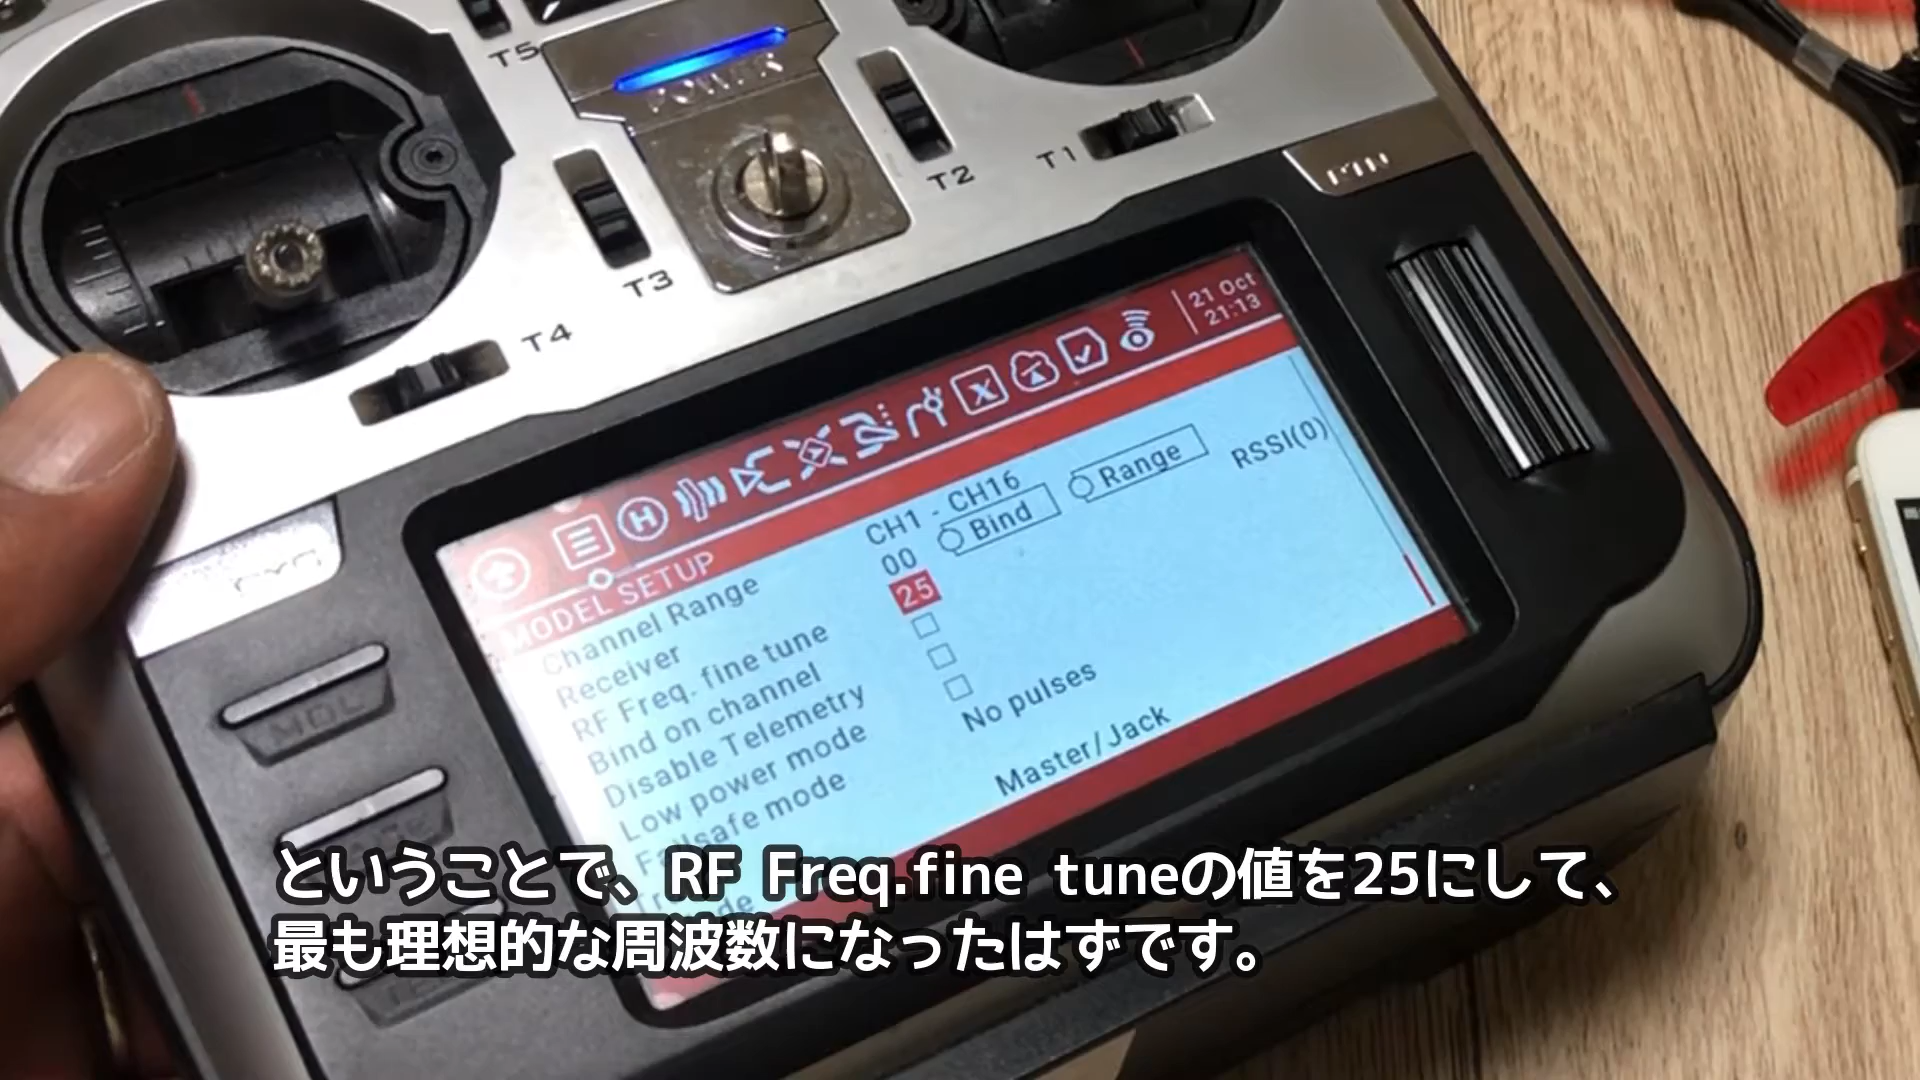 T5
POWER
T2
T1
T3
T4
21 Oct
21:13
MODEL SETUP
Channel Range CH1 - CH16
Receiver 00 Bind Range
RF Freq. fine tune 25 RSSI(0)
Bind on channel
Disable Telemetry
Low power mode
Failsafe mode No pulses
Master/Jack
MDL
ということで、RF Freq.fine tuneの値を25にして、
最も理想的な周波数になったはずです。